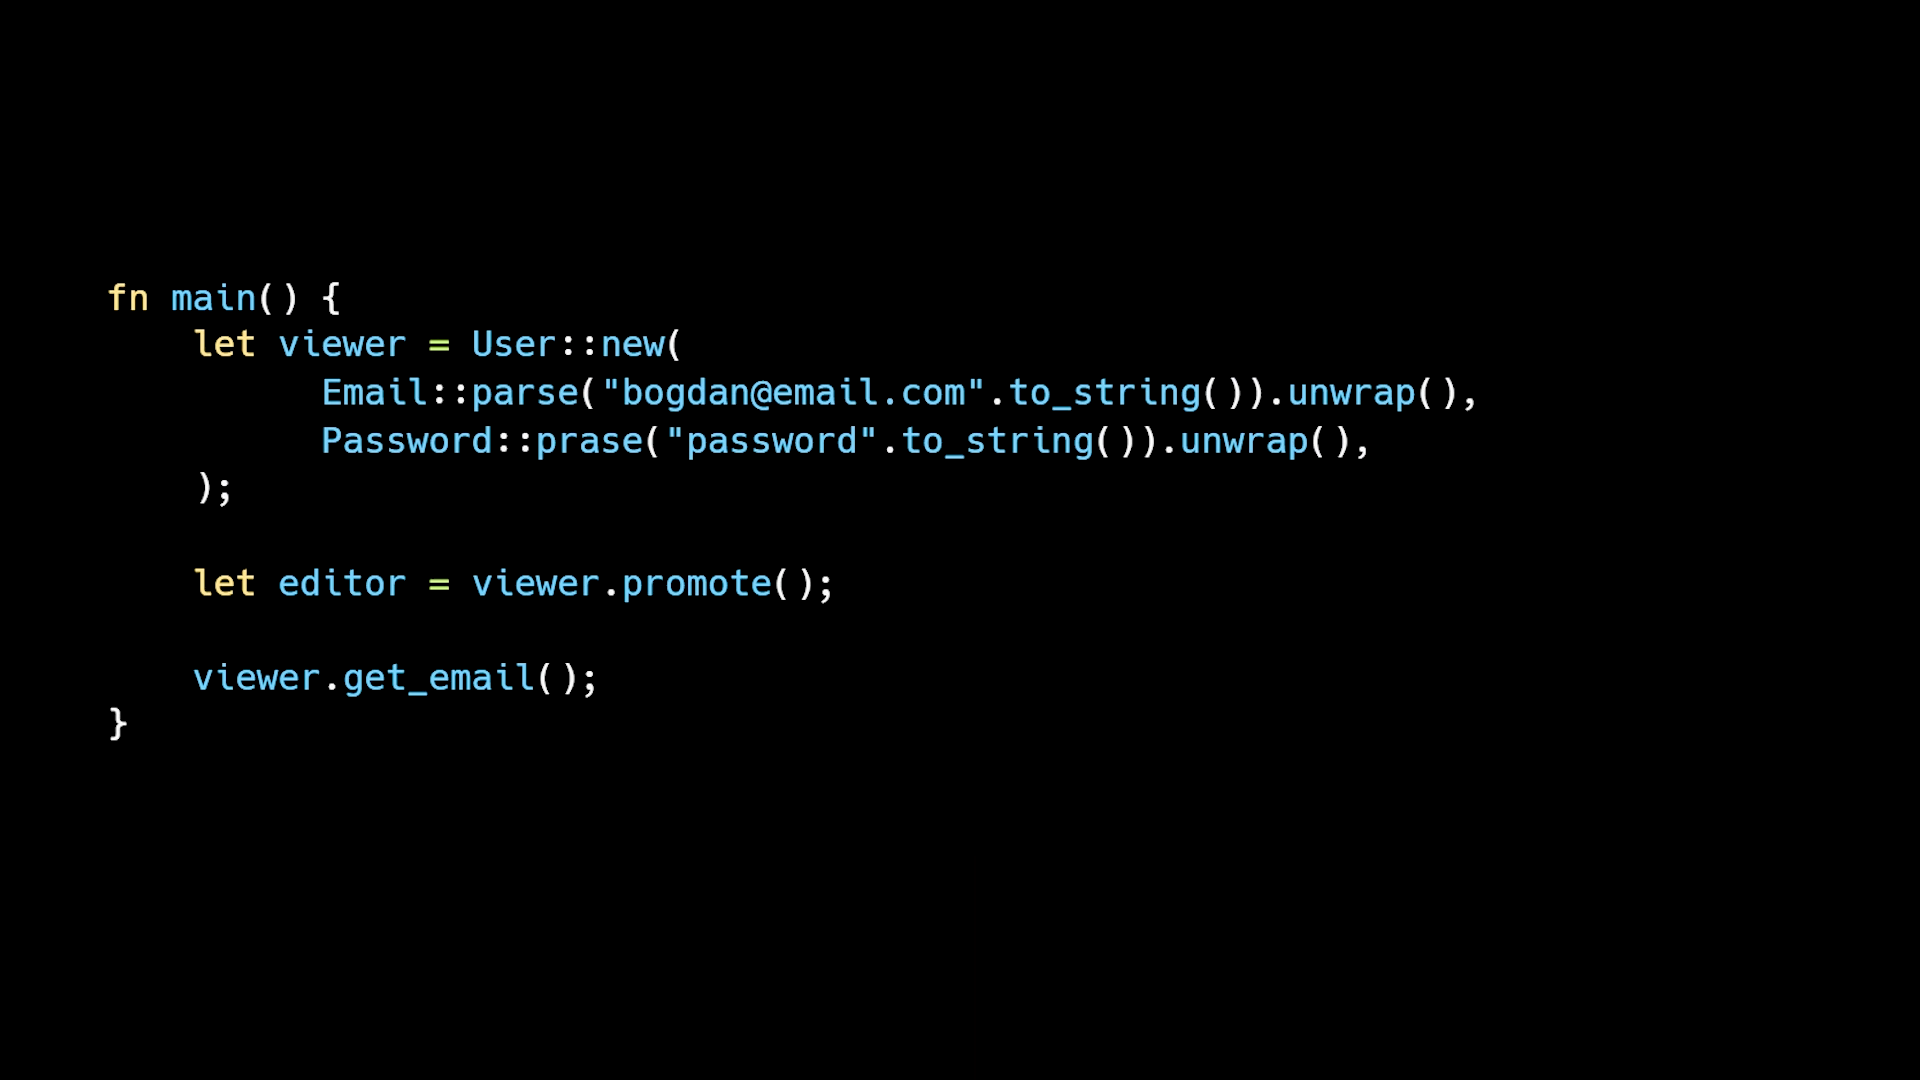 fn main() {
    let viewer = User::new(
          Email::parse("bogdan@email.com".to_string()).unwrap(),
          Password::prase("password".to_string()).unwrap(),
    );

    let editor = viewer.promote();

    viewer.get_email();
}